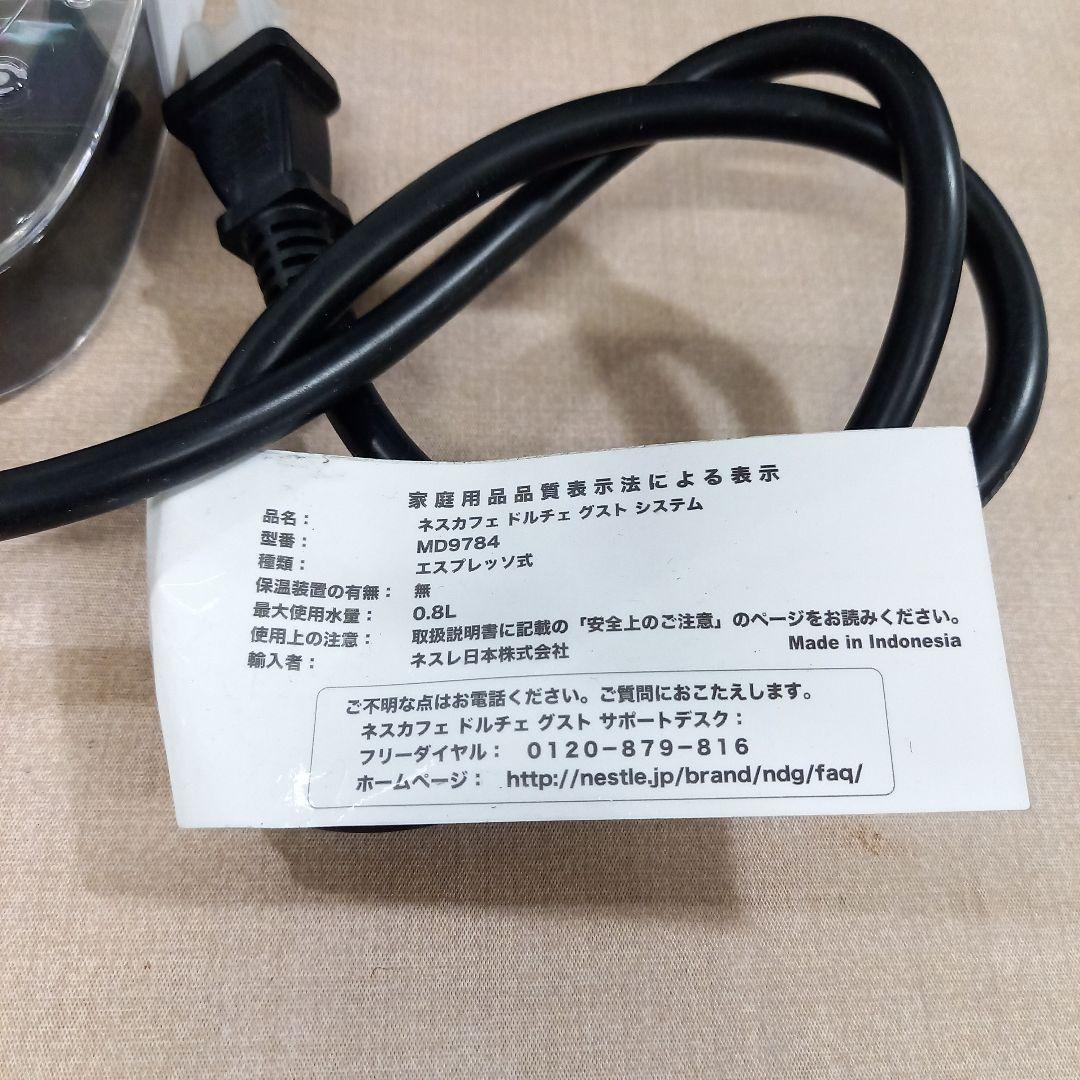 家庭用品品質表示法による表示
品名： ネスカフェ ドルチェ グスト システム
型番： MD9784
種類： エスプレッソ式
保温装置の有無： 無
最大使用水量： 0.8L
使用上の注意： 取扱説明書に記載の「安全上のご注意」のページをお読みください。
輸入者： ネスレ日本株式会社 Made in Indonesia
ご不明な点はお電話ください。ご質問におこたえします。
ネスカフェ ドルチェ グスト サポートデスク：
フリーダイヤル： 0120-879-816
ホームページ： http://nestle.jp/brand/ndg/faq/